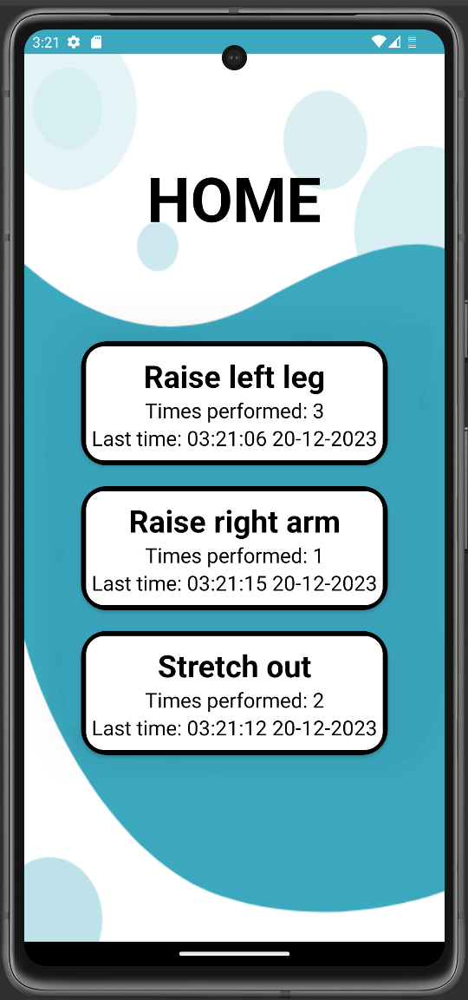 3:21
HOME
Raise left leg
Times performed: 3
Last time: 03:21:06 20-12-2023
Raise right arm
Times performed: 1
Last time: 03:21:15 20-12-2023
Stretch out
Times performed: 2
Last time: 03:21:12 20-12-2023